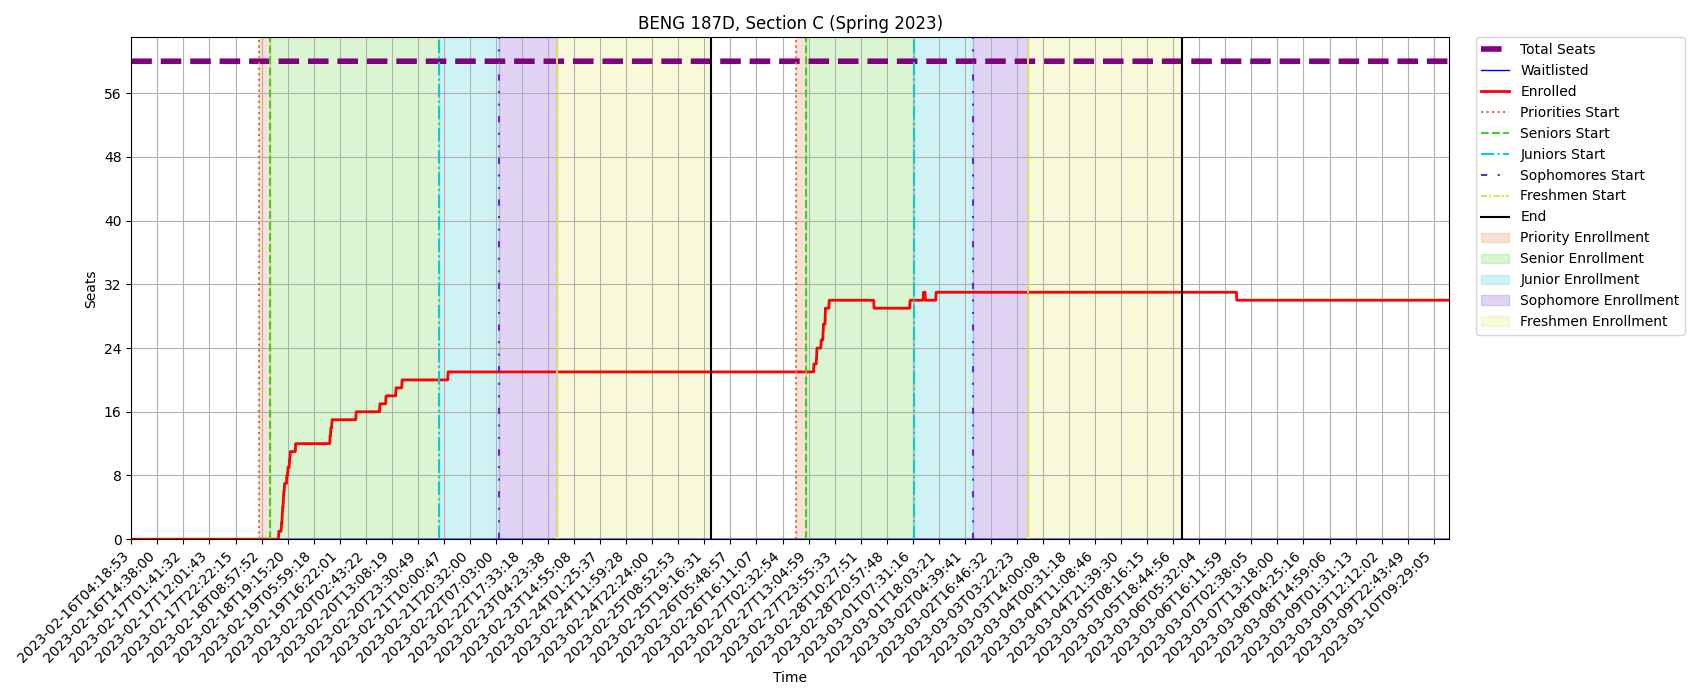 BENG 187D, Section C (Spring 2023)
Total Seats
Waitlisted
Enrolled
Priorities Start
Seniors Start
Juniors Start
Sophomores Start
Freshmen Start
End
Priority Enrollment
Senior Enrollment
Junior Enrollment
Sophomore Enrollment
Freshmen Enrollment
Seats
56
48
40
32
24
16
8
0
2023-02-16T04:18:53
2023-02-16T14:38:00
2023-02-17T01:41:32
2023-02-17T12:01:43
2023-02-17T22:22:15
2023-02-18T08:57:52
2023-02-18T19:15:20
2023-02-19T05:59:18
2023-02-19T16:22:01
2023-02-20T02:43:22
2023-02-20T13:08:19
2023-02-20T23:30:49
2023-02-21T10:00:47
2023-02-21T20:32:00
2023-02-22T07:03:00
2023-02-22T17:33:18
2023-02-23T04:23:38
2023-02-23T14:55:08
2023-02-24T01:25:37
2023-02-24T11:59:28
2023-02-24T22:24:00
2023-02-25T08:52:53
2023-02-25T19:16:31
2023-02-26T05:48:57
2023-02-26T16:11:07
2023-02-27T02:32:54
2023-02-27T13:04:59
2023-02-27T23:55:33
2023-02-28T10:27:51
2023-02-28T20:57:48
2023-03-01T07:31:16
2023-03-01T18:03:21
2023-03-02T04:39:41
2023-03-02T16:46:32
2023-03-03T03:22:23
2023-03-03T14:00:08
2023-03-04T00:31:18
2023-03-04T11:08:46
2023-03-04T21:39:30
2023-03-05T08:16:15
2023-03-05T18:44:56
2023-03-06T05:32:04
2023-03-06T16:11:59
2023-03-07T02:38:05
2023-03-07T13:18:00
2023-03-08T04:25:16
2023-03-08T14:59:06
2023-03-09T01:31:13
2023-03-09T12:12:02
2023-03-09T22:43:49
2023-03-10T09:29:05
Time